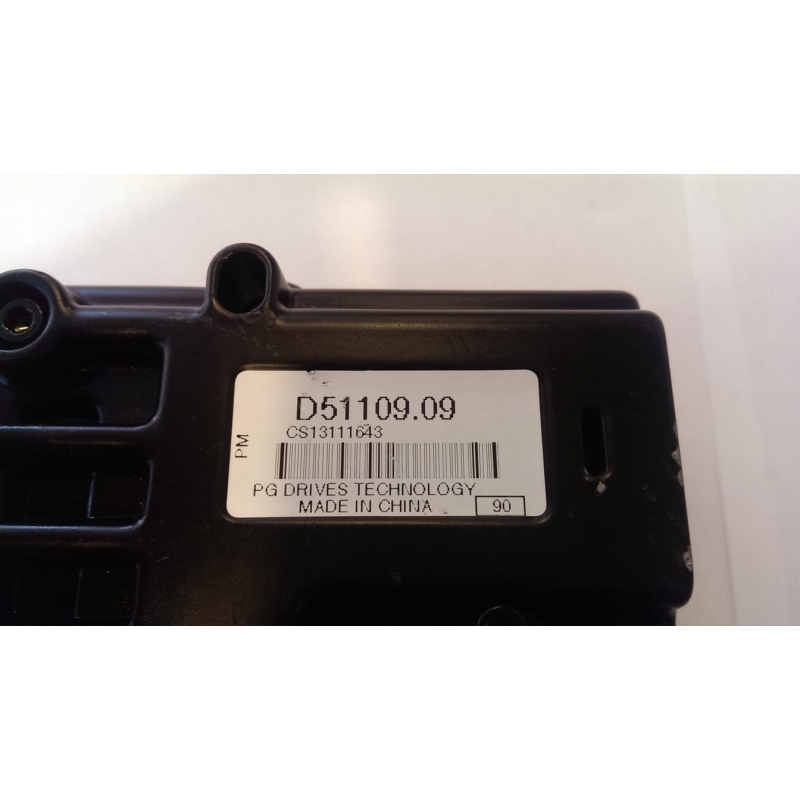 D51109.09
CS13111643
PM
PG DRIVES TECHNOLOGY
MADE IN CHINA
90